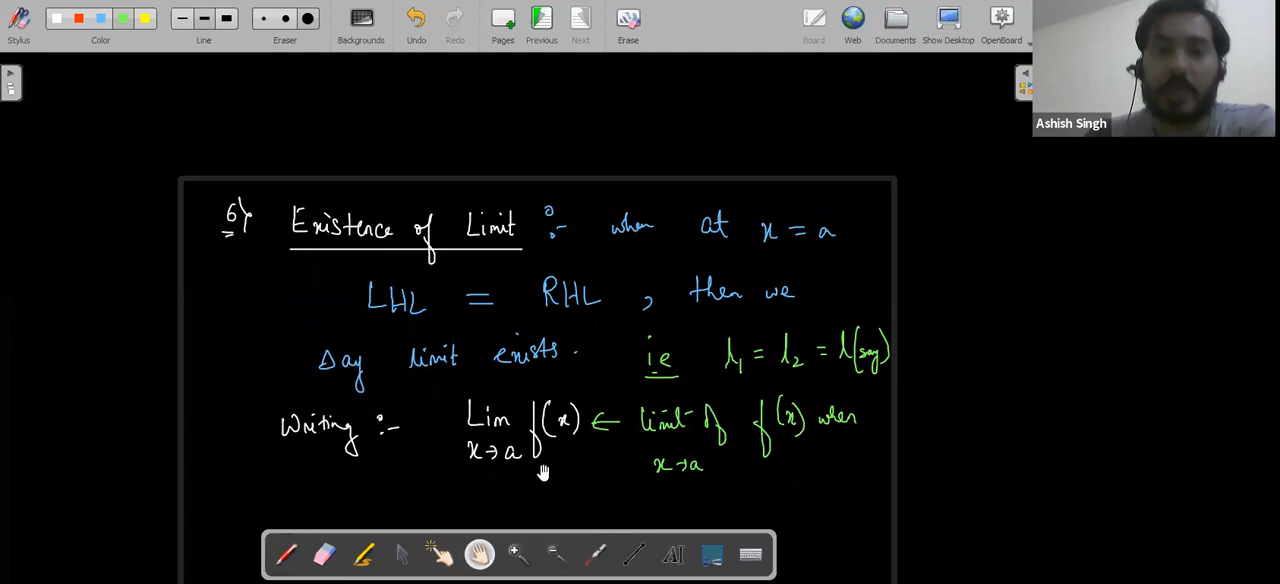 Stylus Color Line Eraser Backgrounds Undo Redo Pages Previous Next Erase Board Web Documents Show Desktop OpenBoard
Ashish Singh
6) Existence of Limit :- when at x = a
LHL = RHL , then we
say limit exists. ie l₁ = l₂ = l(say)
Writing :- Lim f(x) ← limit of f(x) when
x→a x→a
AI